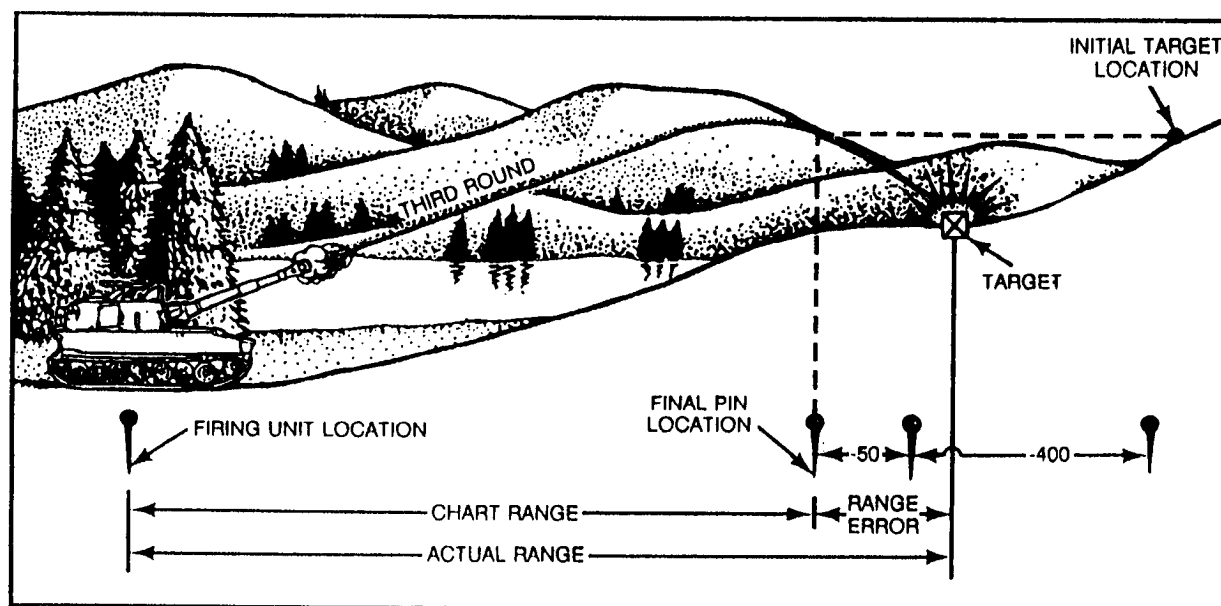 INITIAL TARGET
LOCATION
THIRD ROUND
TARGET
FIRING UNIT LOCATION
FINAL PIN
LOCATION
-50
-400
CHART RANGE
RANGE
ERROR
ACTUAL RANGE